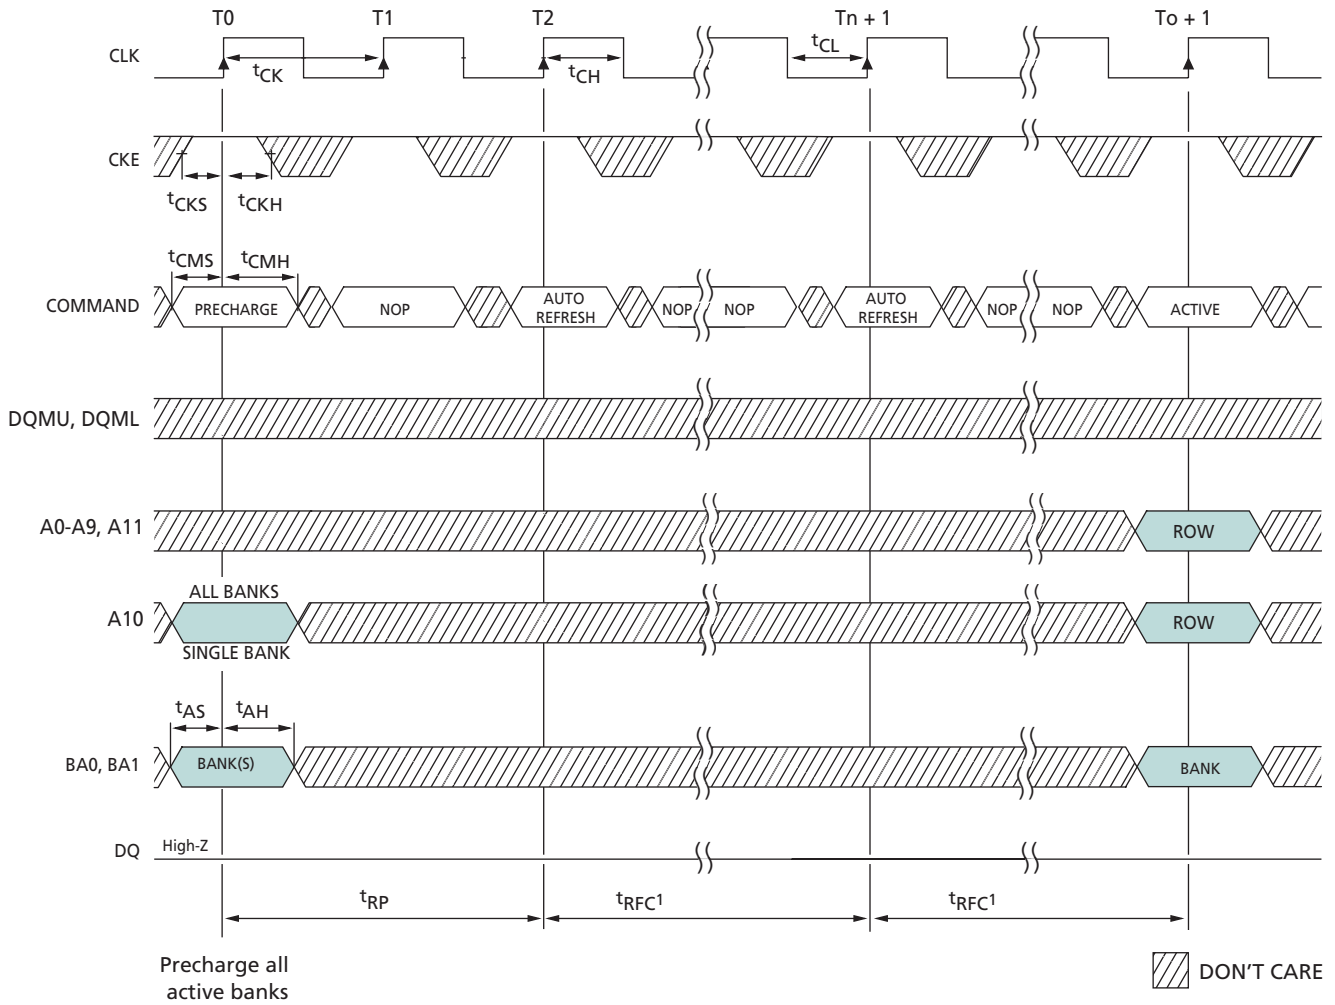 T0 T1 T2 Tn + 1 To + 1
CLK
tCK tCH tCL
CKE
tCKS tCKH
tCMS tCMH
COMMAND PRECHARGE NOP AUTO REFRESH NOP NOP AUTO REFRESH NOP NOP ACTIVE
DQMU, DQML
A0-A9, A11 ROW
ALL BANKS
A10 ROW
SINGLE BANK
tAS tAH
BA0, BA1 BANK(S) BANK
DQ High-Z
tRP tRFC1 tRFC1
Precharge all
active banks
DON'T CARE